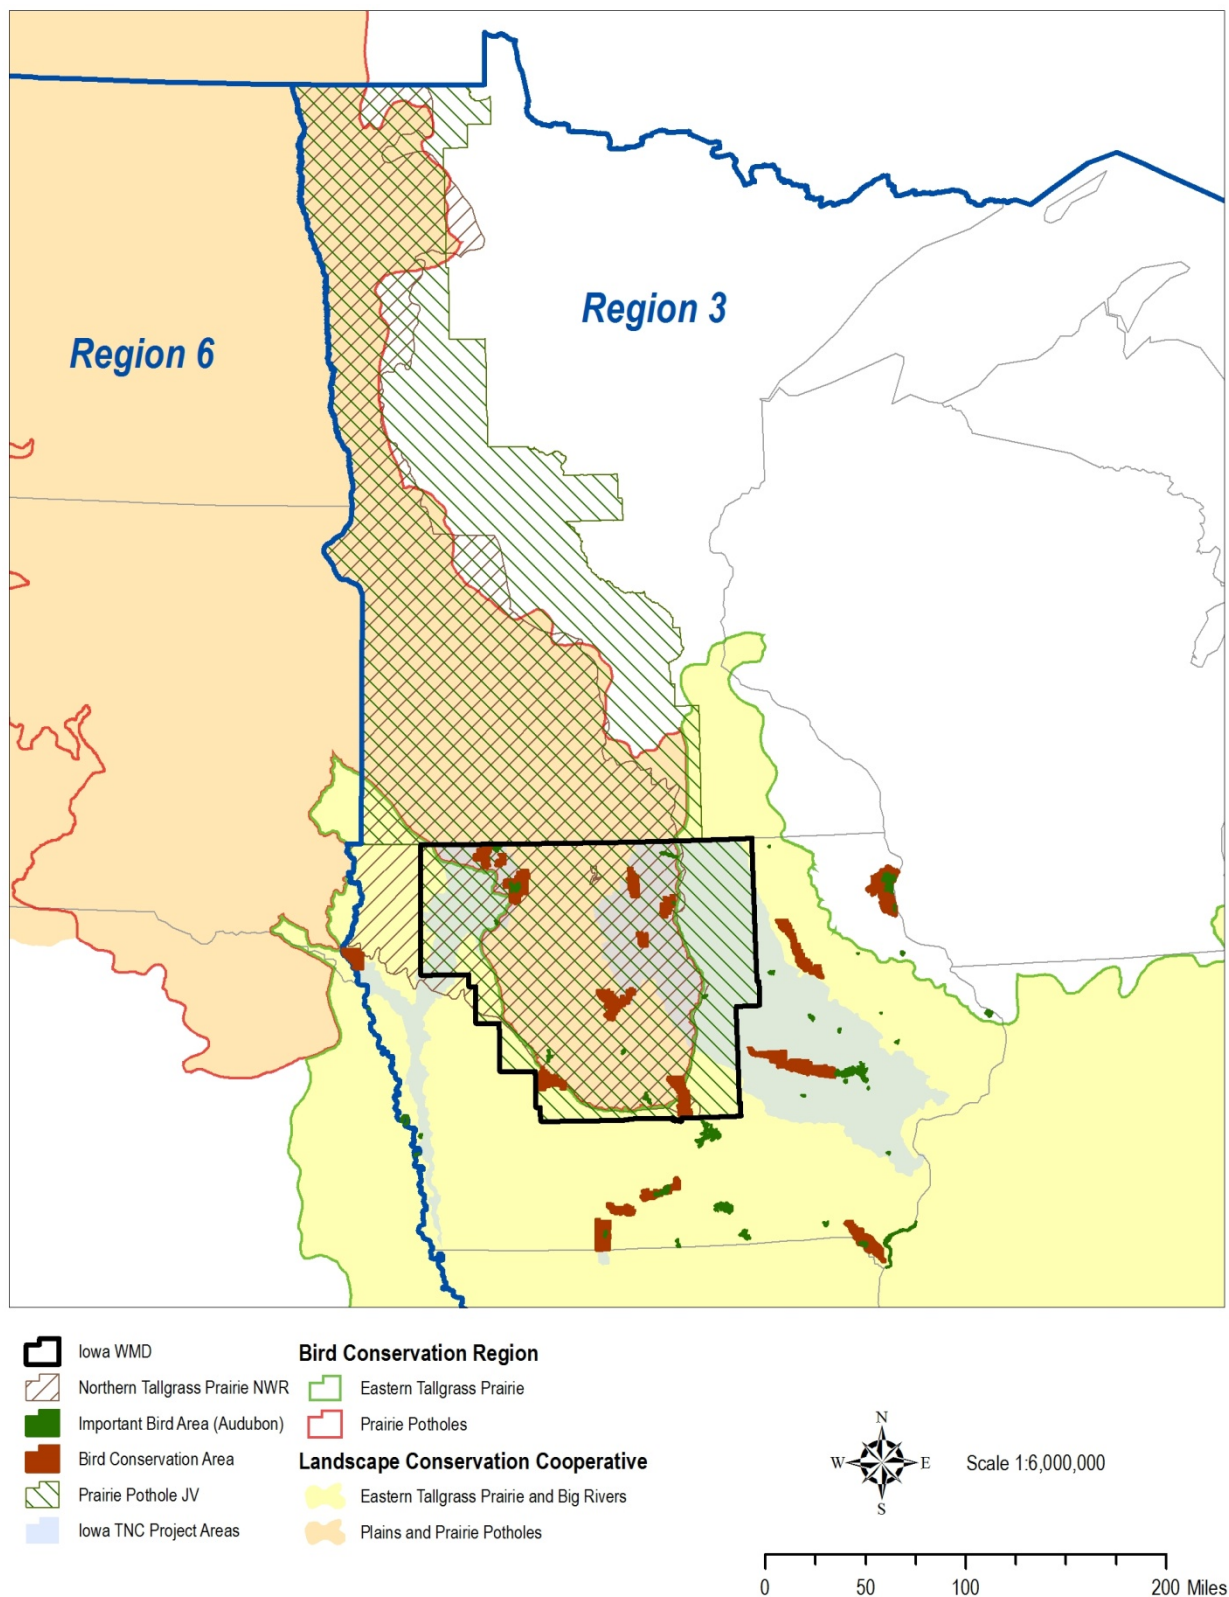 Region 3
Region 6
Iowa WMD
Northern Tallgrass Prairie NWR
Important Bird Area (Audubon)
Bird Conservation Area
Prairie Pothole JV
Iowa TNC Project Areas
Bird Conservation Region
Eastern Tallgrass Prairie
Prairie Potholes
Landscape Conservation Cooperative
Eastern Tallgrass Prairie and Big Rivers
Plains and Prairie Potholes
N
W E
S
Scale 1:6,000,000
0 50 100 200 Miles